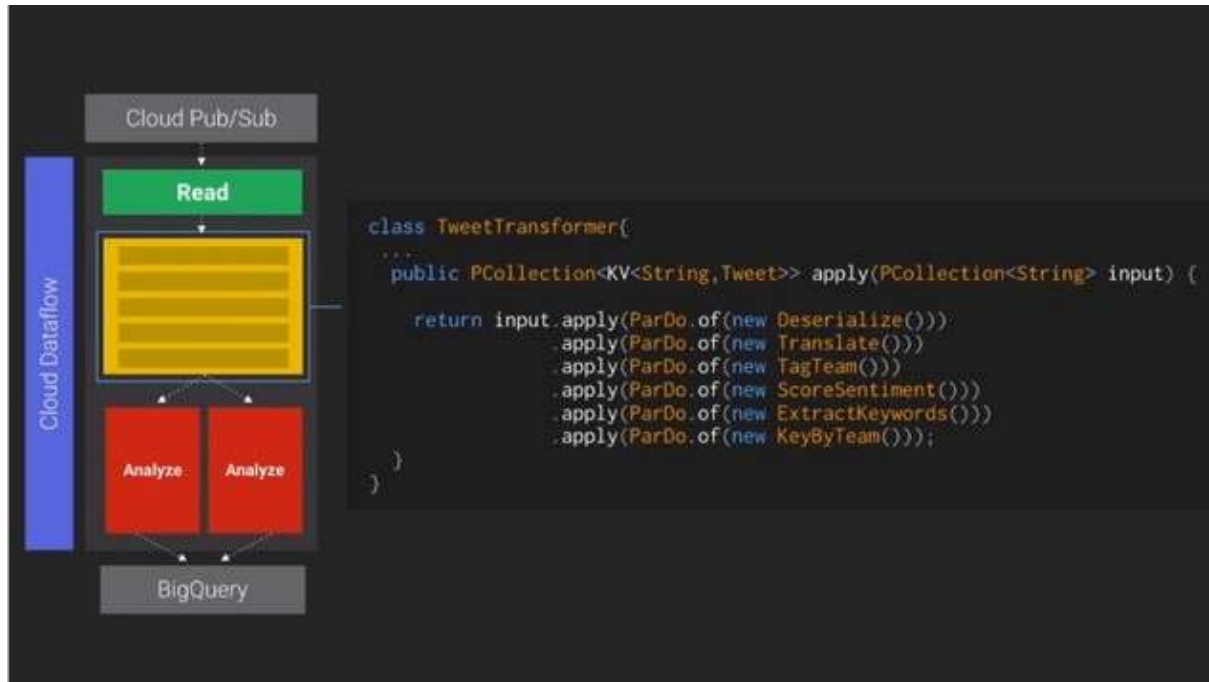 Cloud Pub/Sub
Cloud Dataflow
Read
Analyze
Analyze
BigQuery
class TweetTransformer{
...
public PCollection<KV<String,Tweet>> apply(PCollection<String> input) {
return input.apply(ParDo.of(new Deserialize()))
.apply(ParDo.of(new Translate()))
.apply(ParDo.of(new TagTeam()))
.apply(ParDo.of(new ScoreSentiment()))
.apply(ParDo.of(new ExtractKeywords()))
.apply(ParDo.of(new KeyByTeam()));
}
}